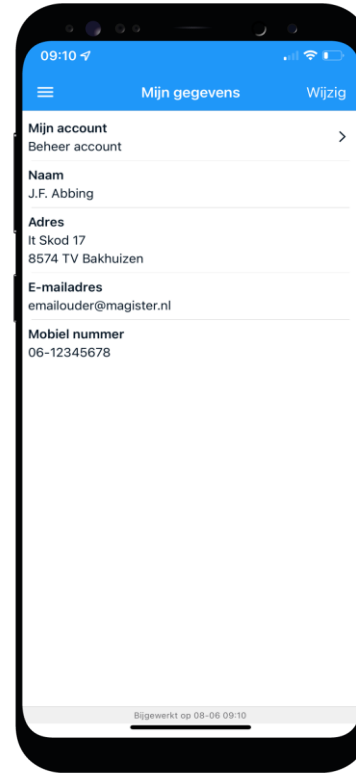 09:10
Mijn gegevens Wijzig
Mijn account
Beheer account
Naam
J.F. Abbing
Adres
It Skod 17
8574 TV Bakhuizen
E-mailadres
emailouder@magister.nl
Mobiel nummer
06-12345678
Bijgewerkt op 08-06 09:10